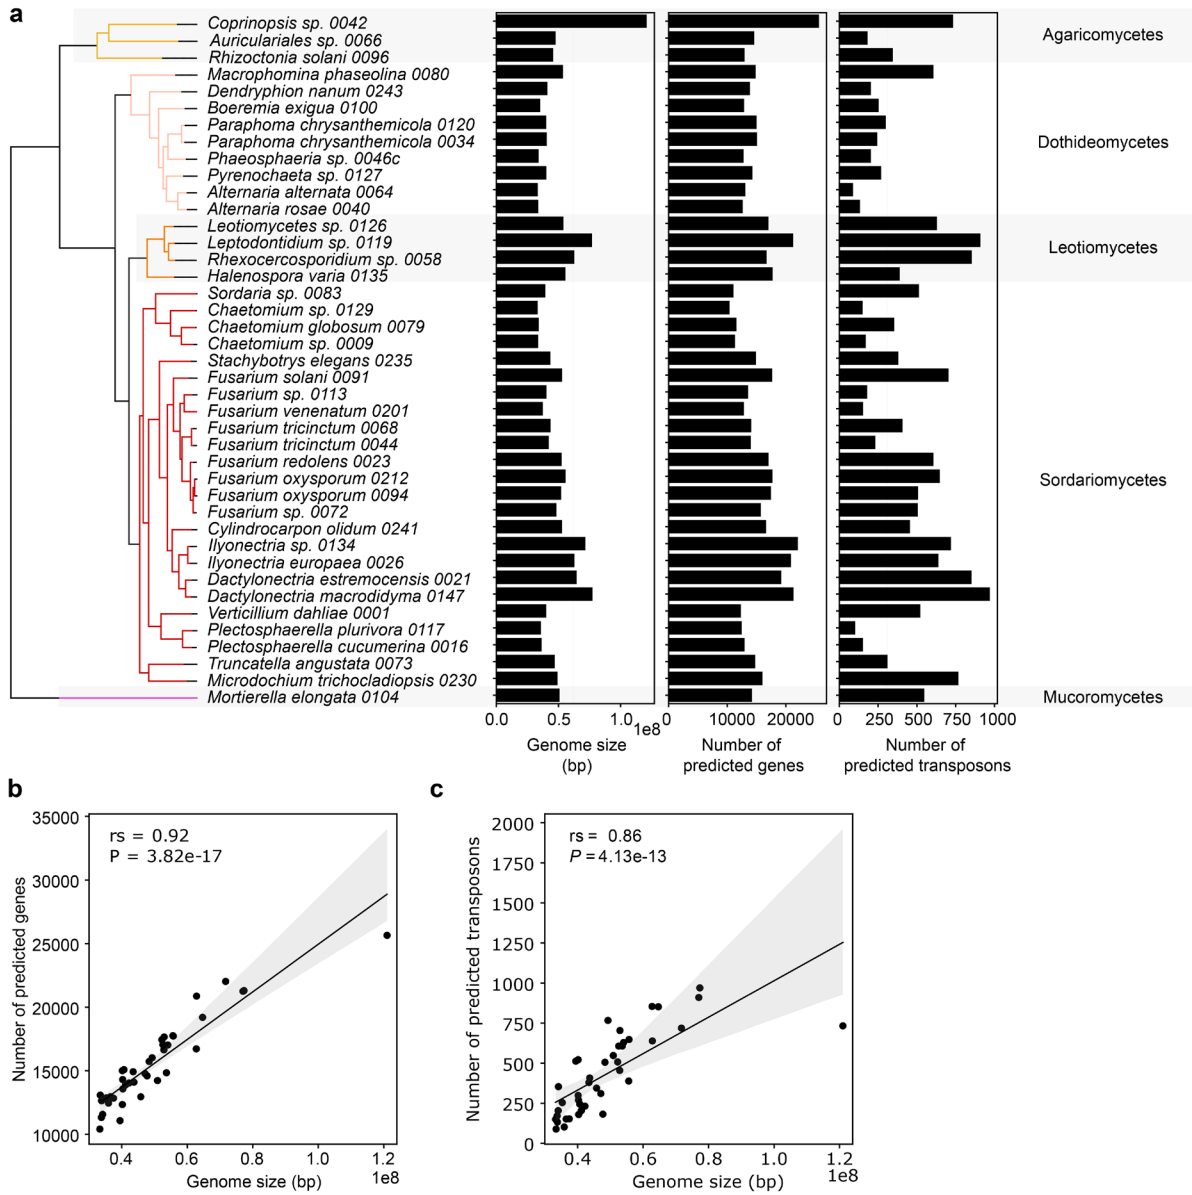 a
Coprinopsis sp. 0042
Auriculariales sp. 0066
Rhizoctonia solani 0096
Agaricomycetes
Macrophomina phaseolina 0080
Dendryphion nanum 0243
Boeremia exigua 0100
Paraphoma chrysanthemicola 0120
Paraphoma chrysanthemicola 0034
Phaeosphaeria sp. 0046c
Pyrenochaeta sp. 0127
Alternaria alternata 0064
Alternaria rosae 0040
Dothideomycetes
Leotiomycetes sp. 0126
Leptodontidium sp. 0119
Rhexocercosporidium sp. 0058
Halenospora varia 0135
Leotiomycetes
Sordaria sp. 0083
Chaetomium sp. 0129
Chaetomium globosum 0079
Chaetomium sp. 0009
Stachybotrys elegans 0235
Fusarium solani 0091
Fusarium sp. 0113
Fusarium venenatum 0201
Fusarium tricinctum 0068
Fusarium tricinctum 0044
Fusarium redolens 0023
Fusarium oxysporum 0212
Fusarium oxysporum 0094
Fusarium sp. 0072
Cylindrocarpon olidum 0241
Ilyonectria sp. 0134
Ilyonectria europaea 0026
Dactylonectria estremocensis 0021
Dactylonectria macrodidyma 0147
Verticillium dahliae 0001
Plectosphaerella plurivora 0117
Plectosphaerella cucumerina 0016
Truncatella angustata 0073
Microdochium trichocladiopsis 0230
Sordariomycetes
Mortierella elongata 0104
Mucoromycetes
0.0 0.5 1.0
1e8
Genome size
(bp)
0 10000 20000
Number of
predicted genes
0 250 500 750 1000
Number of
predicted transposons
b
rs = 0.92
P = 3.82e-17
35000
30000
25000
20000
15000
10000
Number of predicted genes
0.4 0.6 0.8 1.0 1.2
1e8
Genome size (bp)
c
rs = 0.86
P = 4.13e-13
2000
1750
1500
1250
1000
750
500
250
0
Number of predicted transposons
0.4 0.6 0.8 1.0 1.2
1e8
Genome size (bp)